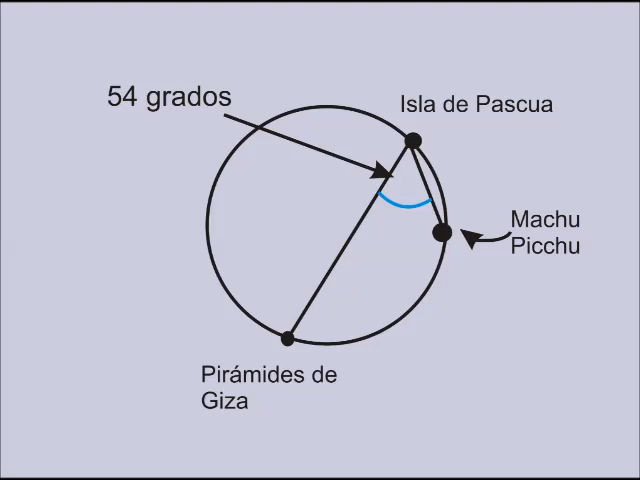 54 grados
Isla de Pascua
Machu
Picchu
Pirámides de
Giza